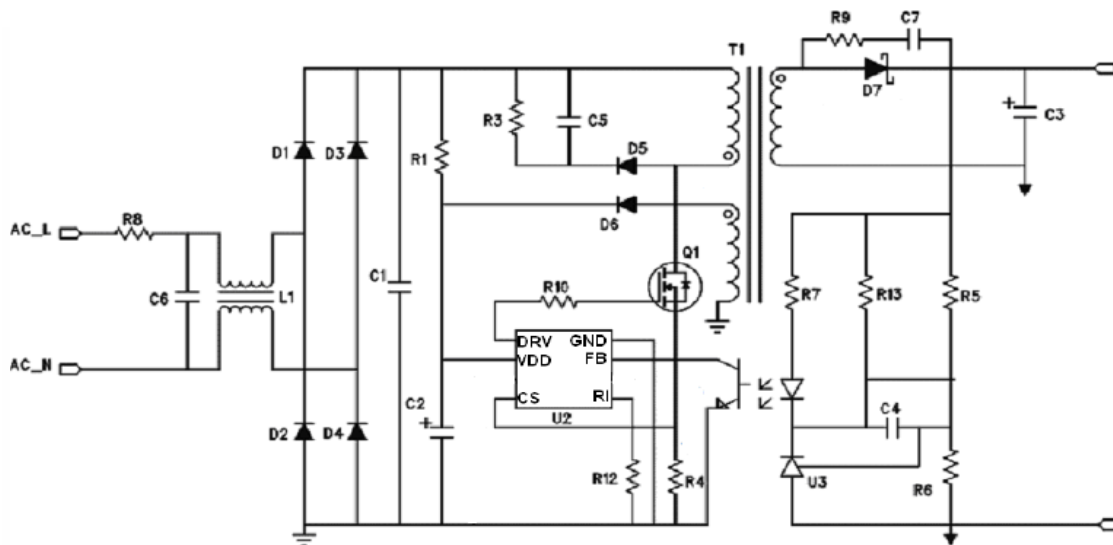 R9
C7
T1
D7
R3
C5
C3
D1
D3
R1
D5
D6
R8
AC_L
Q1
C6
L1
C1
R10
R7
R13
R5
DRV
GND
AC_N
VDD
FB
CS
RI
C2
U2
C4
D2
D4
R12
R4
U3
R6
+
+